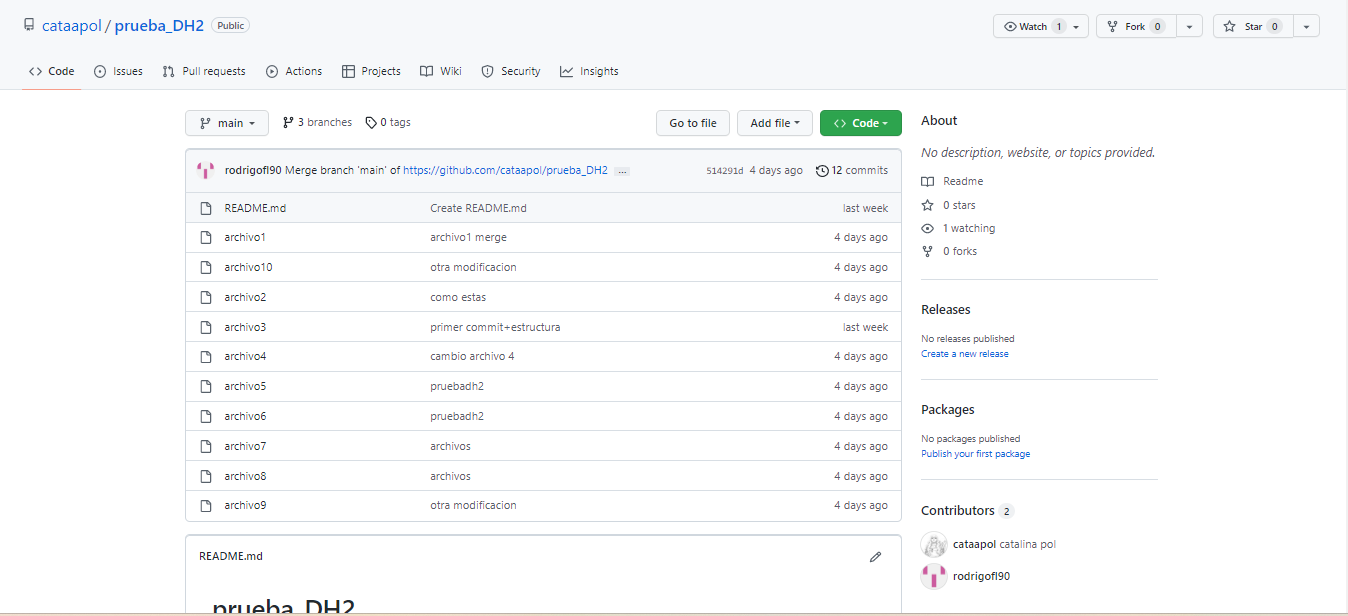 cataapol / prueba_DH2 Public
Watch 1
Fork 0
Star 0
Code Issues Pull requests Actions Projects Wiki Security Insights
main 3 branches 0 tags Go to file Add file Code
rodrigofl90 Merge branch 'main' of https://github.com/cataapol/prueba_DH2 ... 514291d 4 days ago 12 commits
README.md Create README.md last week
archivo1 archivo1 merge 4 days ago
archivo10 otra modificacion 4 days ago
archivo2 como estas 4 days ago
archivo3 primer commit+estructura last week
archivo4 cambio archivo 4 4 days ago
archivo5 pruebadh2 4 days ago
archivo6 pruebadh2 4 days ago
archivo7 archivos 4 days ago
archivo8 archivos 4 days ago
archivo9 otra modificacion 4 days ago
README.md
prueba_DH2
About
No description, website, or topics provided.
Readme
0 stars
1 watching
0 forks
Releases
No releases published
Create a new release
Packages
No packages published
Publish your first package
Contributors 2
cataapol catalina pol
rodrigofl90